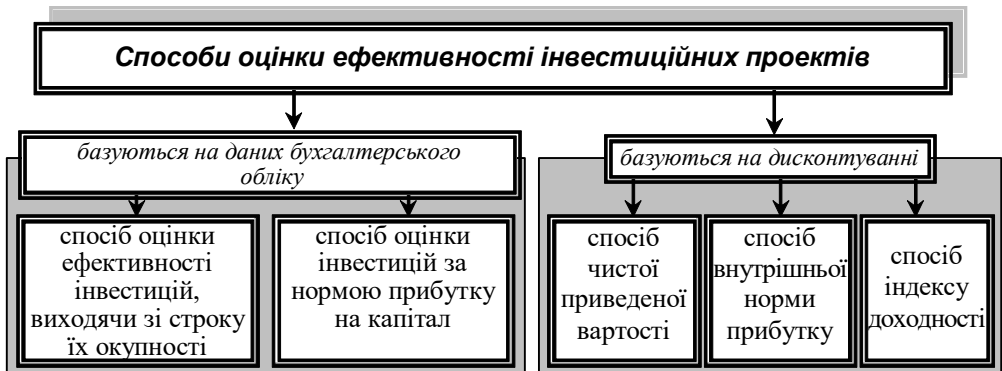 Способи оцінки ефективності інвестиційних проектів
базуються на даних бухгалтерського
обліку
базуються на дисконтуванні
спосіб оцінки
ефективності
інвестицій,
виходячи зі строку
їх окупності
спосіб оцінки
інвестицій за
нормою прибутку
на капітал
спосіб
чистої
приведеної
вартості
спосіб
внутрішньої
норми
прибутку
спосіб
індексу
доходності